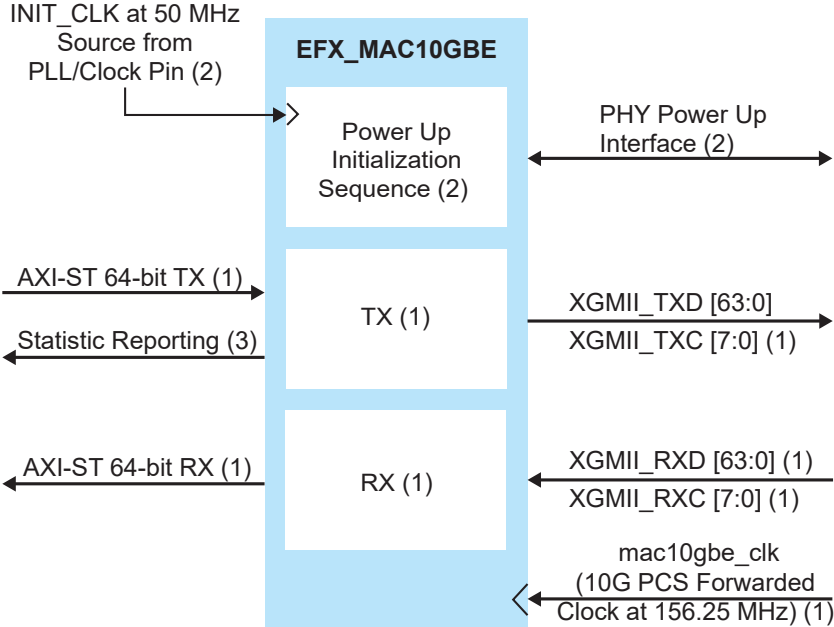 INIT_CLK at 50 MHz
Source from
PLL/Clock Pin (2)
EFX_MAC10GBE
Power Up
Initialization
Sequence (2)
PHY Power Up
Interface (2)
AXI-ST 64-bit TX (1)
Statistic Reporting (3)
TX (1)
XGMII_TXD [63:0]
XGMII_TXC [7:0] (1)
AXI-ST 64-bit RX (1)
RX (1)
XGMII_RXD [63:0] (1)
XGMII_RXC [7:0] (1)
mac10gbe_clk
(10G PCS Forwarded
Clock at 156.25 MHz) (1)